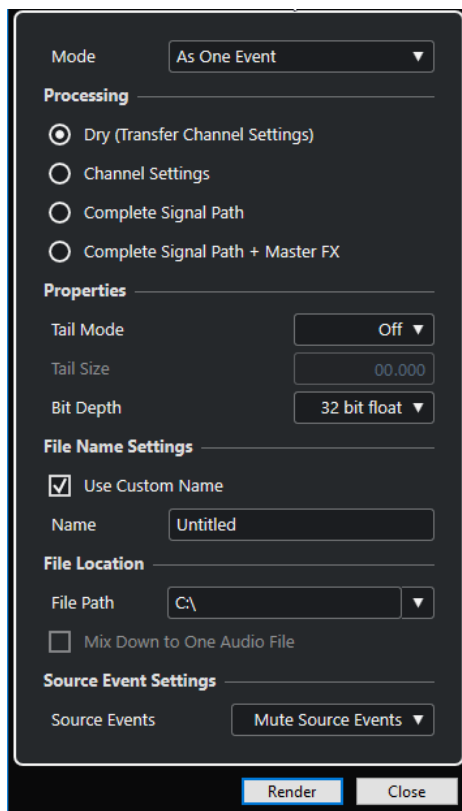 Mode As One Event
Processing
Dry (Transfer Channel Settings)
Channel Settings
Complete Signal Path
Complete Signal Path + Master FX
Properties
Tail Mode Off
Tail Size 00.000
Bit Depth 32 bit float
File Name Settings
Use Custom Name
Name Untitled
File Location
File Path C:\
Mix Down to One Audio File
Source Event Settings
Source Events Mute Source Events
Render Close